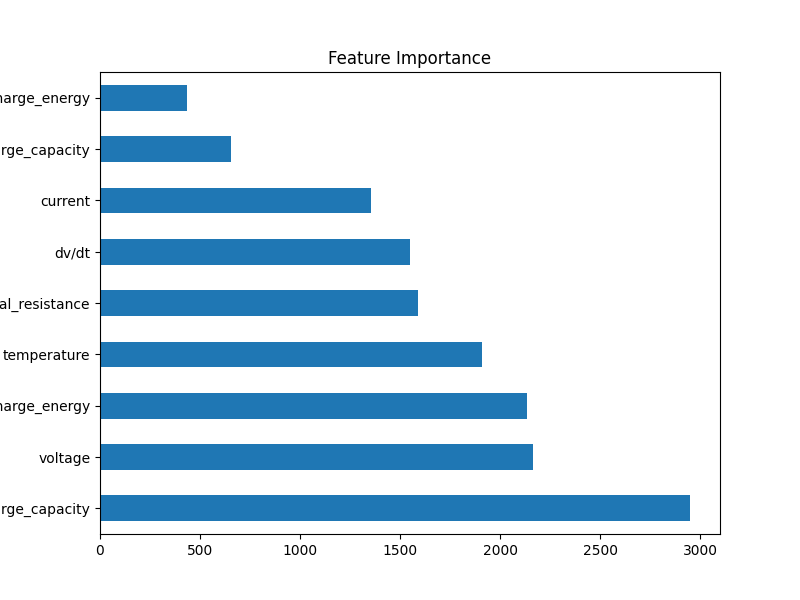 Feature Importance
harge_energy
rge_capacity
current
dv/dt
al_resistance
temperature
harge_energy
voltage
rge_capacity
0 500 1000 1500 2000 2500 3000